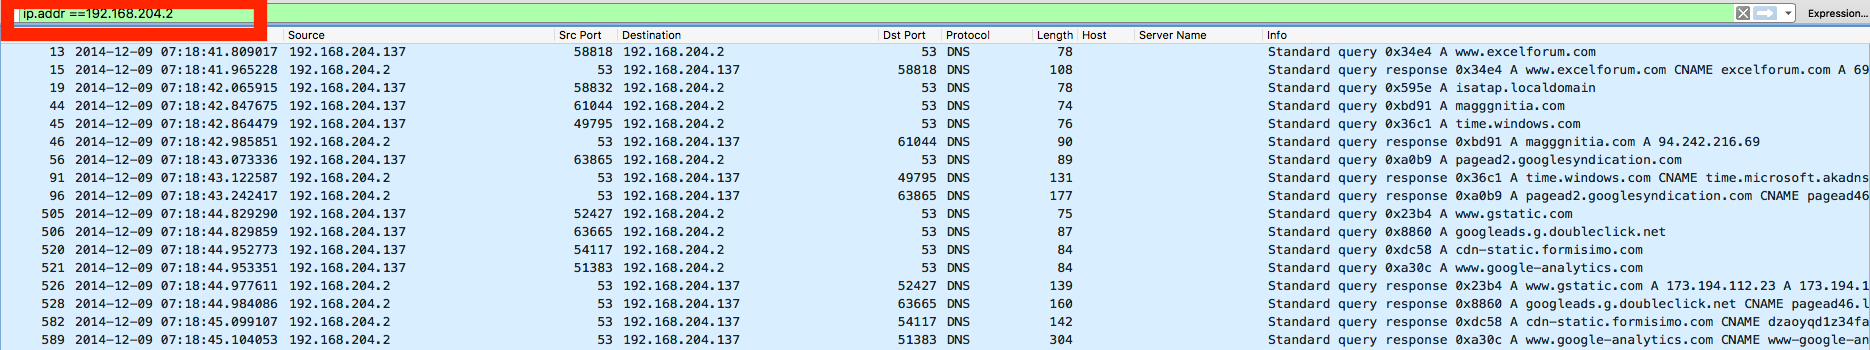 ip.addr ==192.168.204.2 Expression...
Source Src Port Destination Dst Port Protocol Length Host Server Name Info
13 2014-12-09 07:18:41.809017 192.168.204.137 58818 192.168.204.2 53 DNS 78 Standard query 0x34e4 A www.excelforum.com
15 2014-12-09 07:18:41.965228 192.168.204.2 53 192.168.204.137 58818 DNS 108 Standard query response 0x34e4 A www.excelforum.com CNAME excelforum.com A 69
19 2014-12-09 07:18:42.065915 192.168.204.137 58832 192.168.204.2 53 DNS 78 Standard query 0x595e A isatap.localdomain
44 2014-12-09 07:18:42.847675 192.168.204.137 61044 192.168.204.2 53 DNS 74 Standard query 0xbd91 A magggnitia.com
45 2014-12-09 07:18:42.864479 192.168.204.137 49795 192.168.204.2 53 DNS 76 Standard query 0x36c1 A time.windows.com
46 2014-12-09 07:18:42.985851 192.168.204.2 53 192.168.204.137 61044 DNS 90 Standard query response 0xbd91 A magggnitia.com A 94.242.216.69
56 2014-12-09 07:18:43.073336 192.168.204.137 63865 192.168.204.2 53 DNS 89 Standard query 0xa0b9 A pagead2.googlesyndication.com
91 2014-12-09 07:18:43.122587 192.168.204.2 53 192.168.204.137 49795 DNS 131 Standard query response 0x36c1 A time.windows.com CNAME time.microsoft.akadns
96 2014-12-09 07:18:43.242417 192.168.204.2 53 192.168.204.137 63865 DNS 177 Standard query response 0xa0b9 A pagead2.googlesyndication.com CNAME pagead46
505 2014-12-09 07:18:44.829290 192.168.204.137 52427 192.168.204.2 53 DNS 75 Standard query 0x23b4 A www.gstatic.com
506 2014-12-09 07:18:44.829859 192.168.204.137 63665 192.168.204.2 53 DNS 87 Standard query 0x8860 A googleads.g.doubleclick.net
520 2014-12-09 07:18:44.952773 192.168.204.137 54117 192.168.204.2 53 DNS 84 Standard query 0xdc58 A cdn-static.formisimo.com
521 2014-12-09 07:18:44.953351 192.168.204.137 51383 192.168.204.2 53 DNS 84 Standard query 0xa30c A www.google-analytics.com
526 2014-12-09 07:18:44.977611 192.168.204.2 53 192.168.204.137 52427 DNS 139 Standard query response 0x23b4 A www.gstatic.com A 173.194.112.23 A 173.194.1
528 2014-12-09 07:18:44.984086 192.168.204.2 53 192.168.204.137 63665 DNS 160 Standard query response 0x8860 A googleads.g.doubleclick.net CNAME pagead46.l
582 2014-12-09 07:18:45.099107 192.168.204.2 53 192.168.204.137 54117 DNS 142 Standard query response 0xdc58 A cdn-static.formisimo.com CNAME dzaoyqd1z34fa
589 2014-12-09 07:18:45.104053 192.168.204.2 53 192.168.204.137 51383 DNS 304 Standard query response 0xa30c A www.google-analytics.com CNAME www-google-an